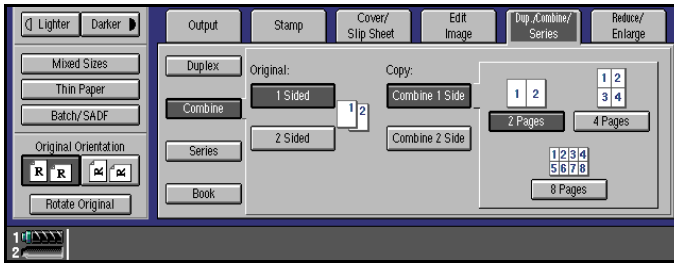 Lighter Darker
Mixed Sizes
Thin Paper
Batch/SADF
Original Orientation
R R R R
Rotate Original
1
2
Output
Stamp
Cover/
Slip Sheet
Edit
Image
Dup.,Combine/
Series
Reduce/
Enlarge
Duplex
Combine
Series
Book
Original:
1 Sided
2 Sided
1 2
Copy:
Combine 1 Side
Combine 2 Side
1 2
2 Pages
1 2
3 4
4 Pages
1 2 3 4
5 6 7 8
8 Pages